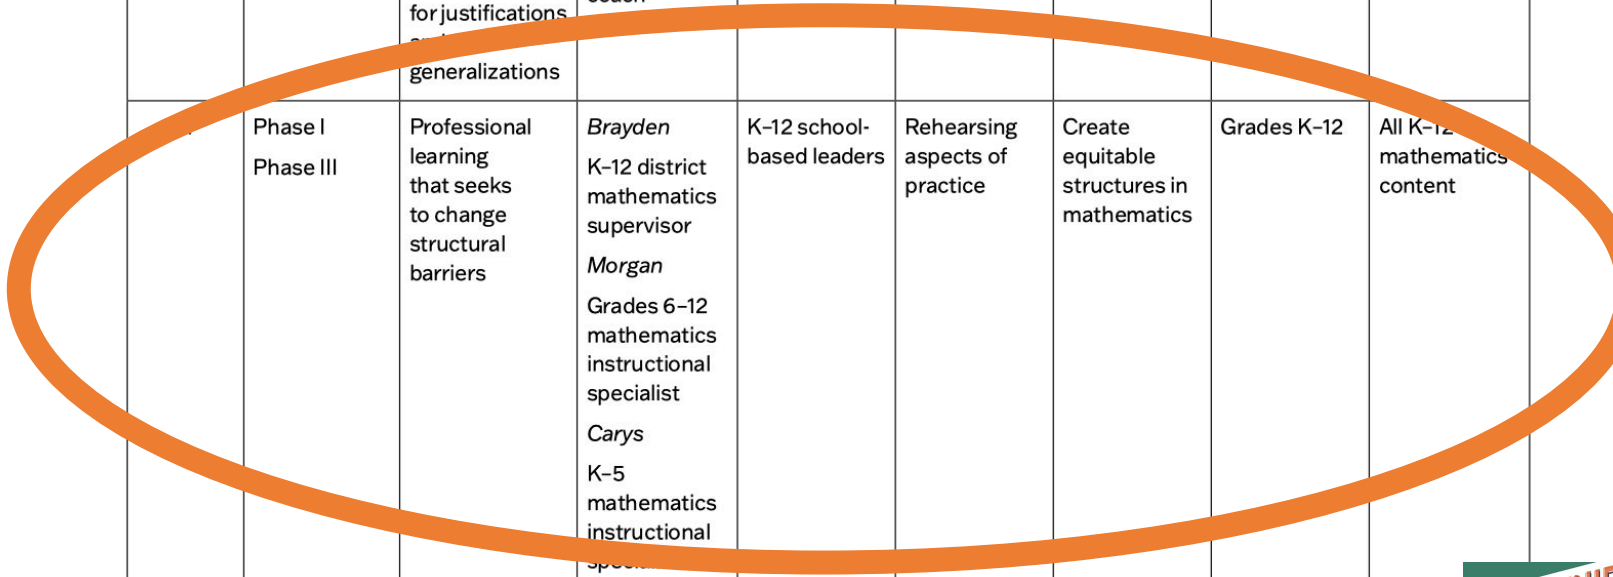 for justifications
generalizations
Phase I
Phase III
Professional
learning
that seeks
to change
structural
barriers
Brayden
K–12 district
mathematics
supervisor
Morgan
Grades 6–12
mathematics
instructional
specialist
Carys
K–5
mathematics
instructional
K–12 school-
based leaders
Rehearsing
aspects of
practice
Create
equitable
structures in
mathematics
Grades K–12
All K–12
mathematics
content